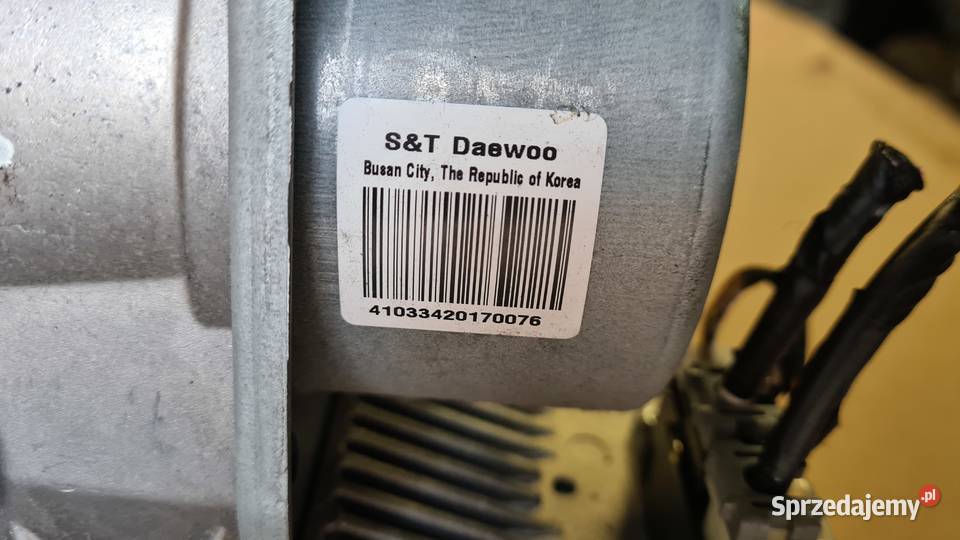 S&T Daewoo
Busan City, The Republic of Korea
41033420170076
Sprzedajemy.pl